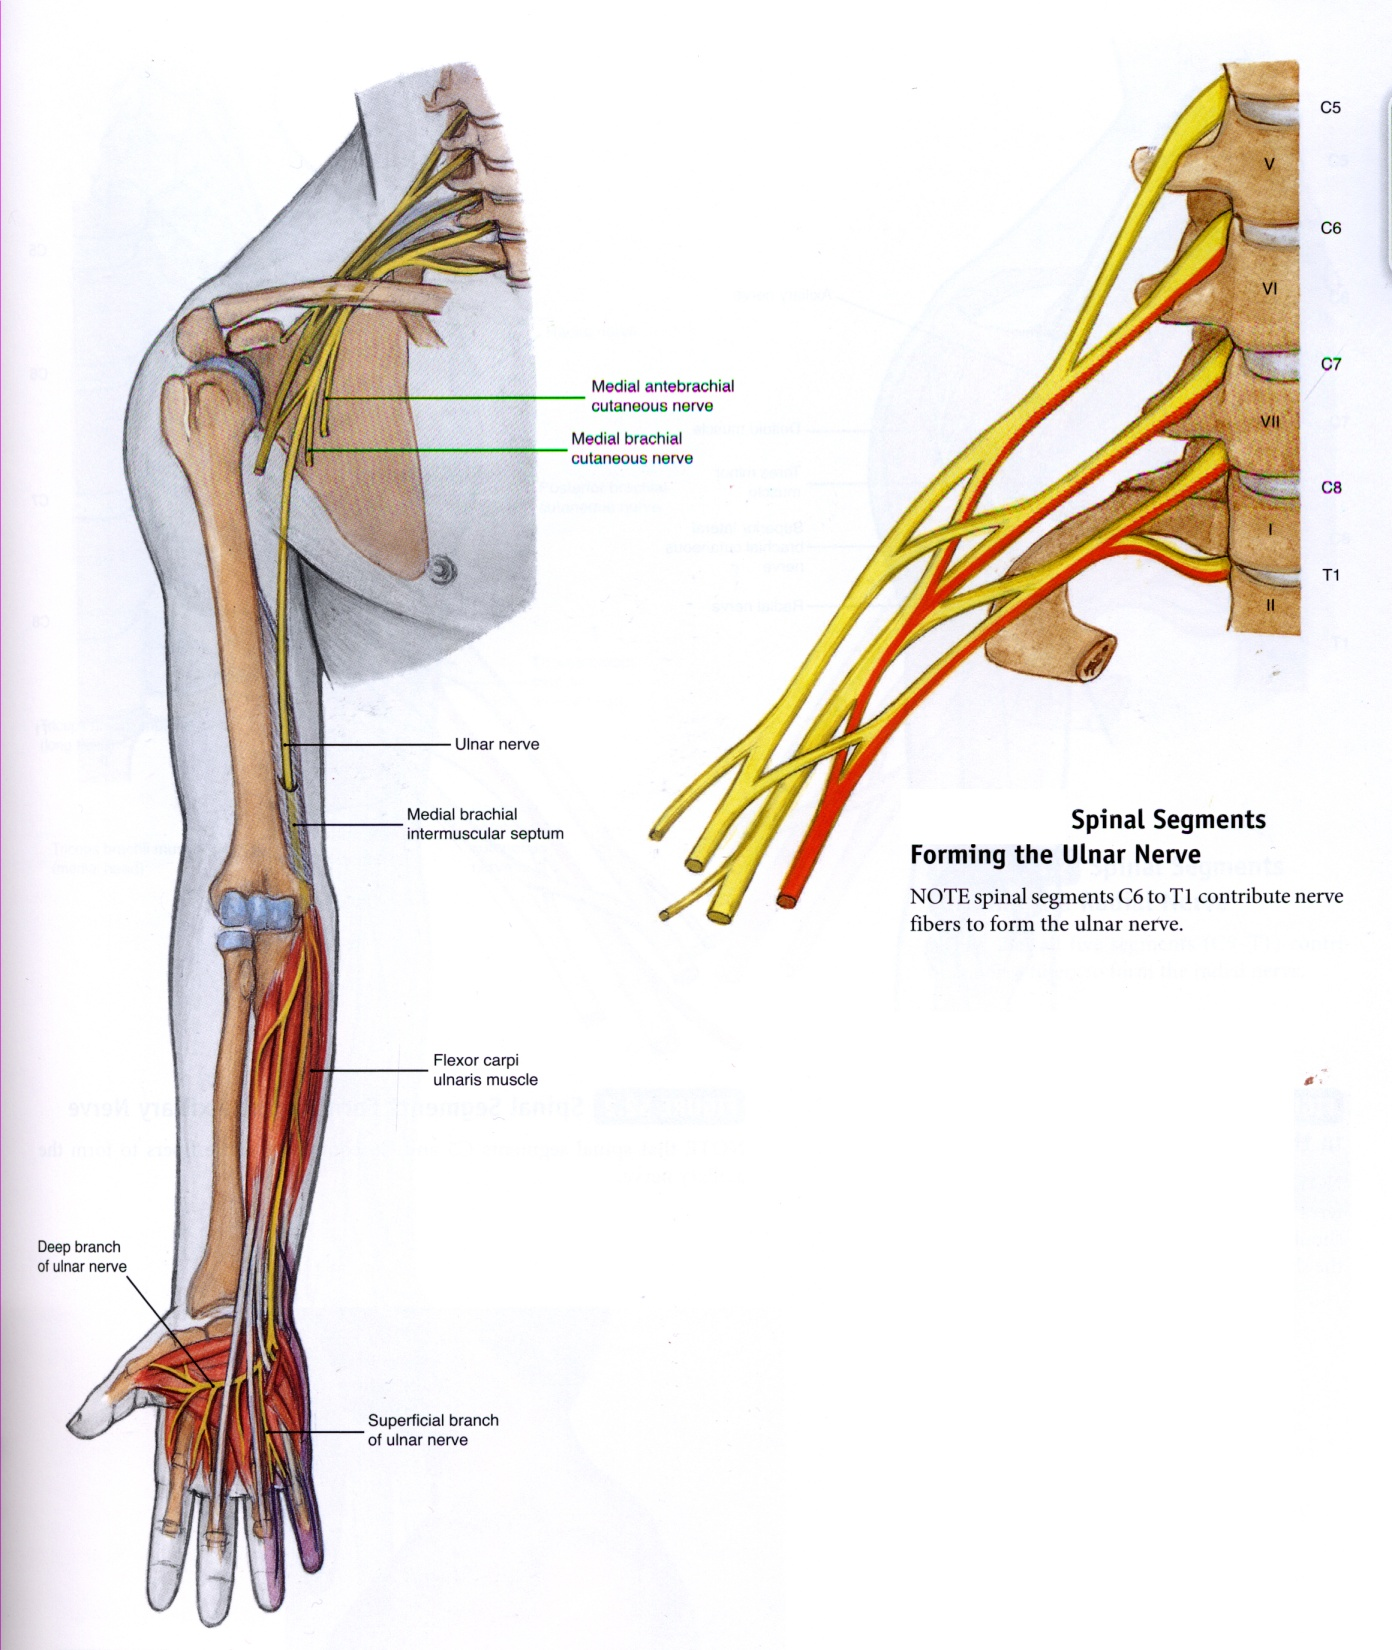 C5
V
C6
VI
C7
VII
C8
I
T1
II
Medial antebrachial
cutaneous nerve
Medial brachial
cutaneous nerve
Ulnar nerve
Medial brachial
intermuscular septum
Spinal Segments
Forming the Ulnar Nerve
NOTE spinal segments C6 to T1 contribute nerve
fibers to form the ulnar nerve.
Flexor carpi
ulnaris muscle
Deep branch
of ulnar nerve
Superficial branch
of ulnar nerve